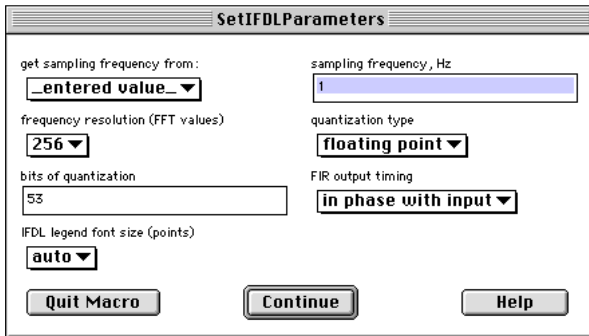 SetIFDLParameters
get sampling frequency from:
_entered value_
sampling frequency, Hz
1
frequency resolution (FFT values)
256
quantization type
floating point
bits of quantization
53
FIR output timing
in phase with input
IFDL legend font size (points)
auto
Quit Macro
Continue
Help